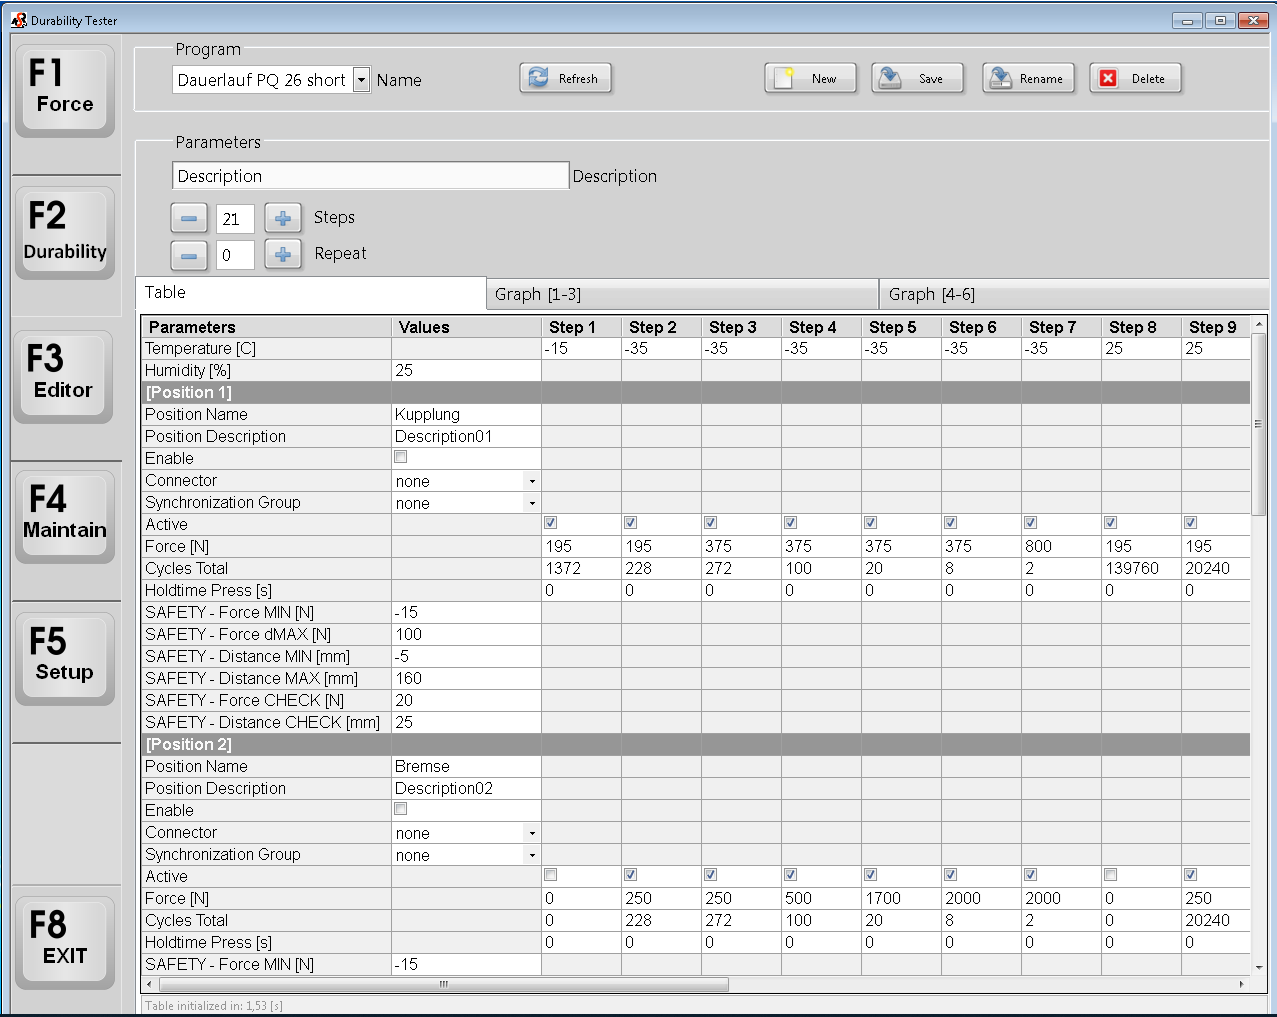 Durability Tester
F1
Force
F2
Durability
F3
Editor
F4
Maintain
F5
Setup
F8
EXIT
Program
Dauerlauf PQ 26 short Name Refresh New Save Rename Delete
Parameters
Description Description
21 Steps
0 Repeat
Table Graph [1-3] Graph [4-6]
Parameters Values Step 1 Step 2 Step 3 Step 4 Step 5 Step 6 Step 7 Step 8 Step 9
Temperature [C] -15 -35 -35 -35 -35 -35 -35 25 25
Humidity [%] 25
[Position 1]
Position Name Kupplung
Position Description Description01
Enable
Connector none
Synchronization Group none
Active
Force [N] 195 195 375 375 375 375 800 195 195
Cycles Total 1372 228 272 100 20 8 2 139760 20240
Holdtime Press [s] 0 0 0 0 0 0 0 0 0
SAFETY - Force MIN [N] -15
SAFETY - Force dMAX [N] 100
SAFETY - Distance MIN [mm] -5
SAFETY - Distance MAX [mm] 160
SAFETY - Force CHECK [N] 20
SAFETY - Distance CHECK [mm] 25
[Position 2]
Position Name Bremse
Position Description Description02
Enable
Connector none
Synchronization Group none
Active
Force [N] 0 250 250 500 1700 2000 2000 0 250
Cycles Total 0 228 272 100 20 8 2 0 20240
Holdtime Press [s] 0 0 0 0 0 0 0 0 0
SAFETY - Force MIN [N] -15
Table initialized in: 1,53 [s]